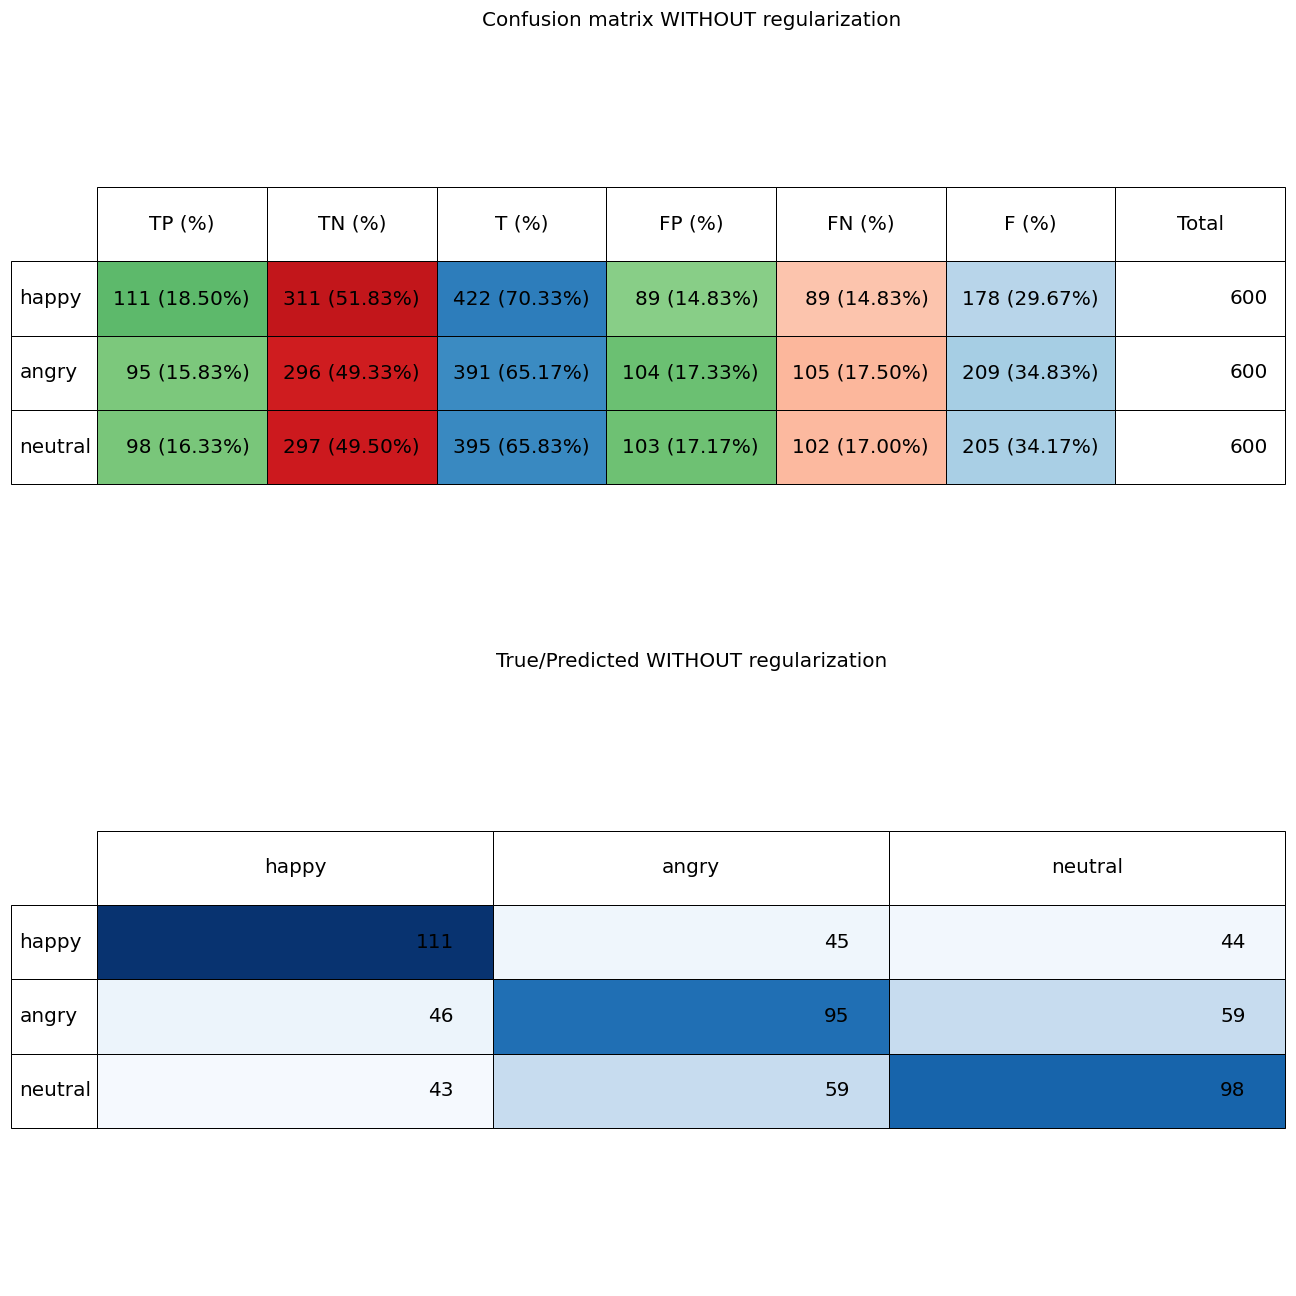 Confusion matrix WITHOUT regularization
TP (%) TN (%) T (%) FP (%) FN (%) F (%) Total
happy 111 (18.50%) 311 (51.83%) 422 (70.33%) 89 (14.83%) 89 (14.83%) 178 (29.67%) 600
angry 95 (15.83%) 296 (49.33%) 391 (65.17%) 104 (17.33%) 105 (17.50%) 209 (34.83%) 600
neutral 98 (16.33%) 297 (49.50%) 395 (65.83%) 103 (17.17%) 102 (17.00%) 205 (34.17%) 600
True/Predicted WITHOUT regularization
happy angry neutral
happy 111 45 44
angry 46 95 59
neutral 43 59 98